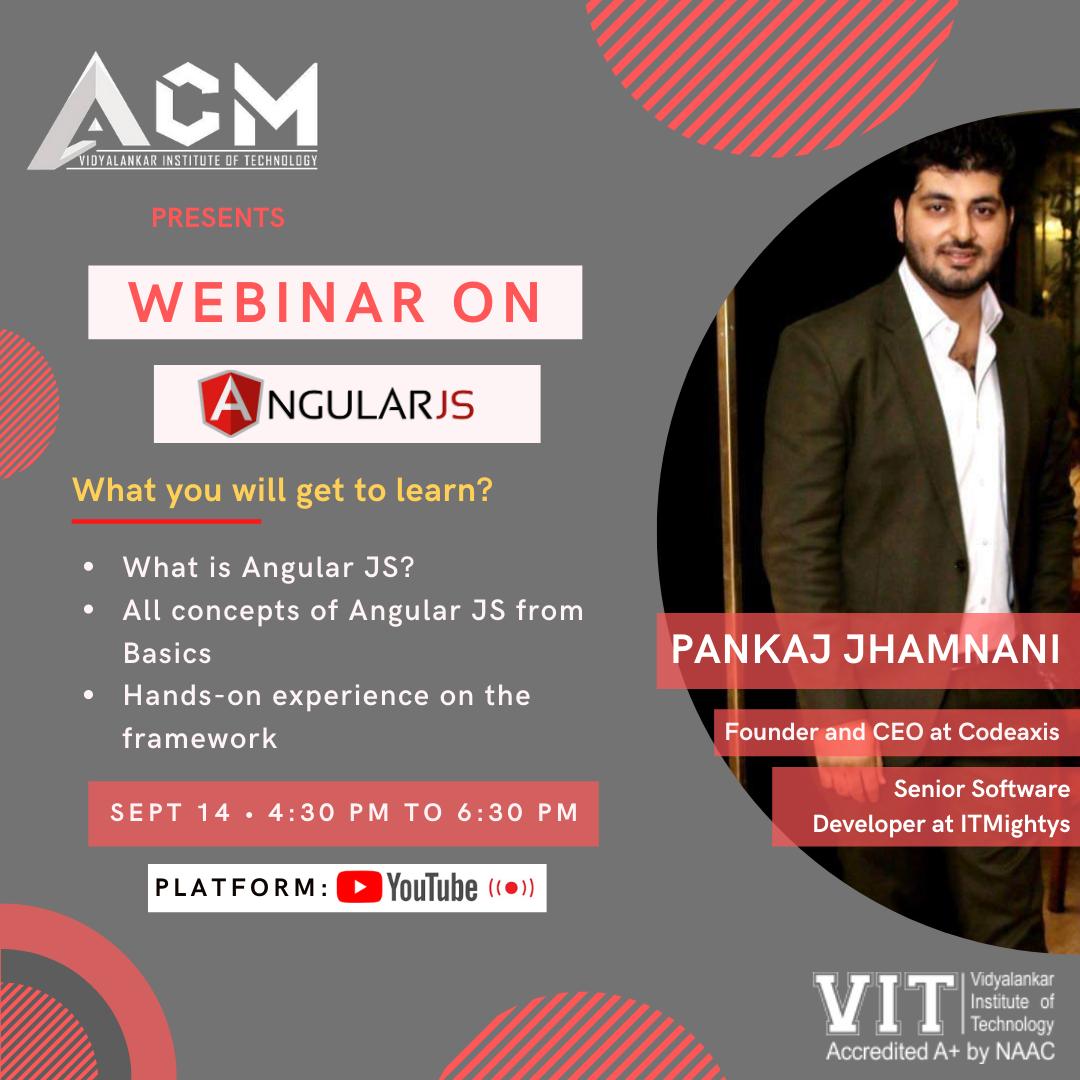 ACM
VIDYALANKAR INSTITUTE OF TECHNOLOGY
PRESENTS
WEBINAR ON
ANGULARJS
What you will get to learn?
• What is Angular JS?
• All concepts of Angular JS from
Basics
• Hands-on experience on the
framework
SEPT 14 • 4:30 PM TO 6:30 PM
PLATFORM: YouTube
PANKAJ JHAMNANI
Founder and CEO at Codeaxis
Senior Software
Developer at ITMightys
VIT
Vidyalankar
Institute of
Technology
Accredited A+ by NAAC